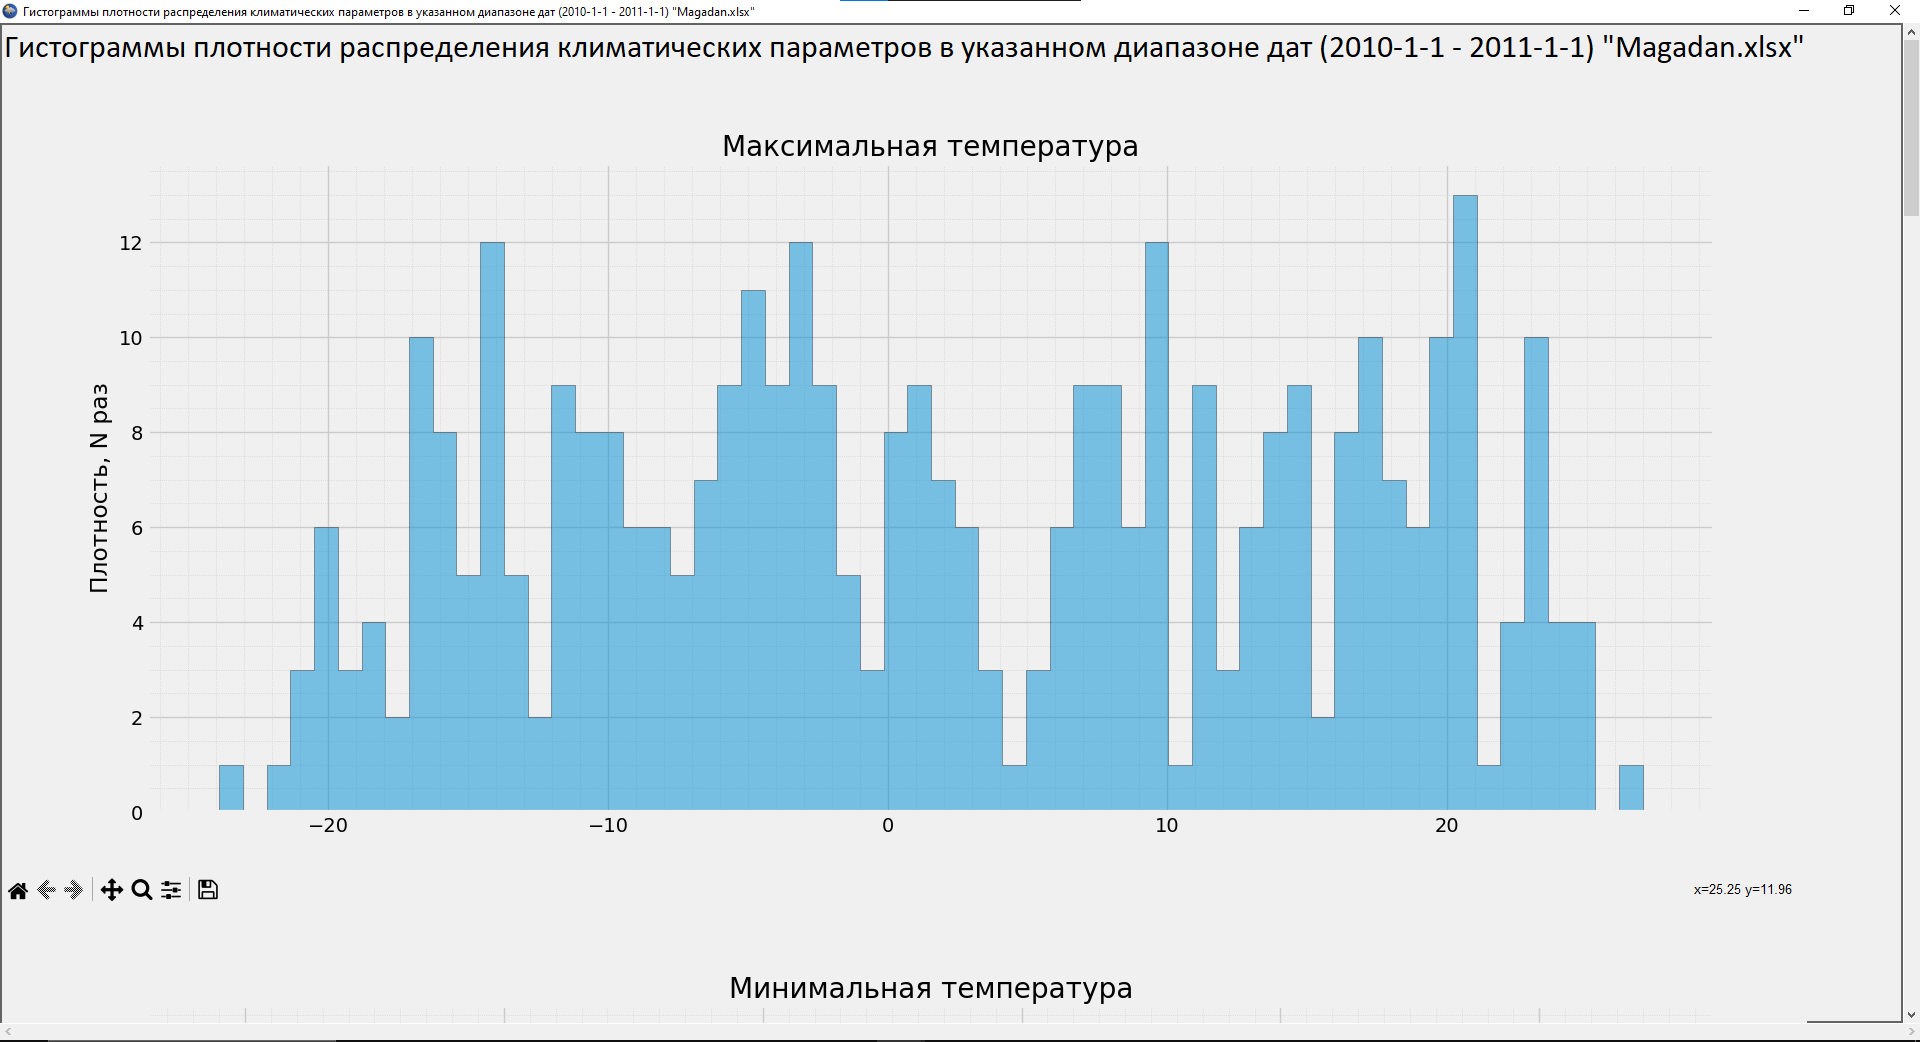 Гистограммы плотности распределения климатических параметров в указанном диапазоне дат (2010-1-1 - 2011-1-1) "Magadan.xlsx"
Гистограммы плотности распределения климатических параметров в указанном диапазоне дат (2010-1-1 - 2011-1-1) "Magadan.xlsx"
Максимальная температура
12
10
8
6
4
2
0
Плотность, N раз
−20 −10 0 10 20
x=25.25 y=11.96
Минимальная температура